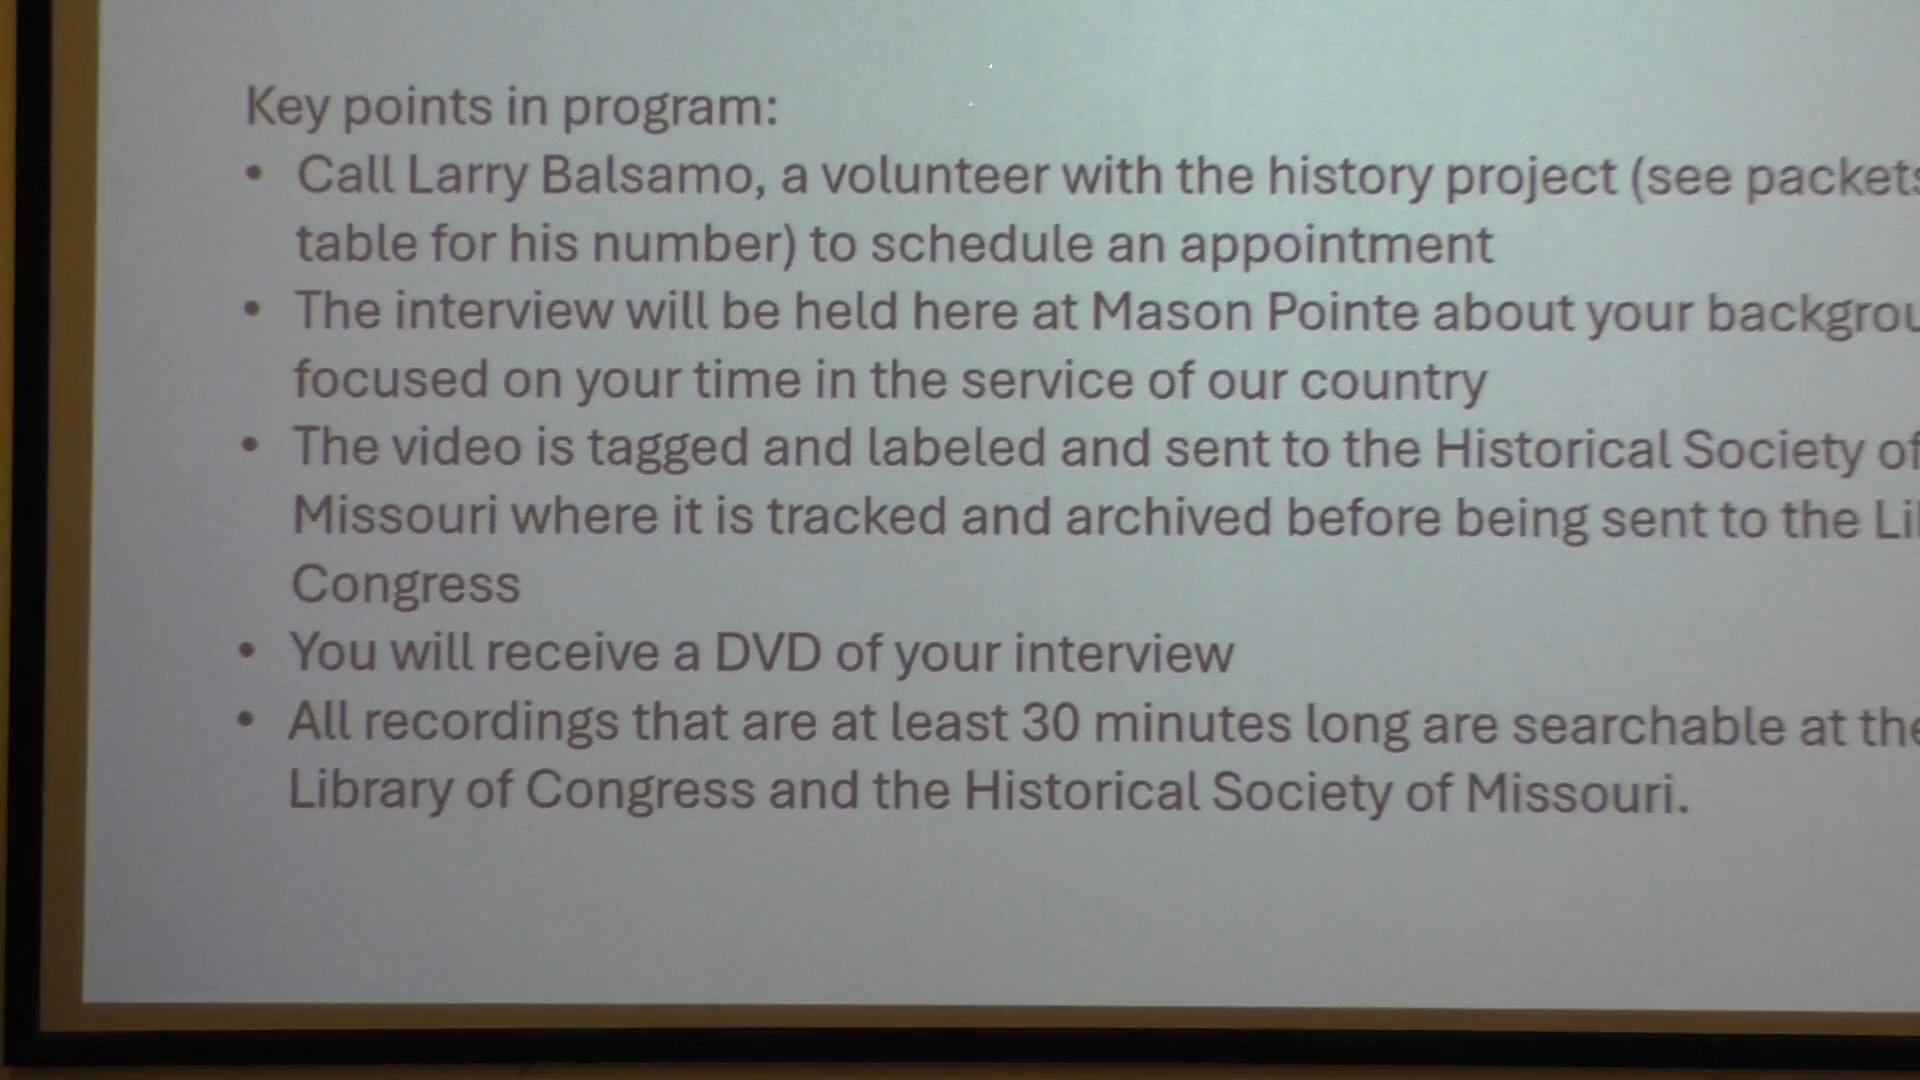 Key points in program:
• Call Larry Balsamo, a volunteer with the history project (see packets
table for his number) to schedule an appointment
• The interview will be held here at Mason Pointe about your
focused on your time in the service of our country
• The video is tagged and labeled and sent to the Historical Society of
Missouri where it is tracked and archived before being sent to the
Congress
• You will receive a DVD of your interview
• All recordings that are at least 30 minutes long are searchable at the
Library of Congress and the Historical Society of Missouri.